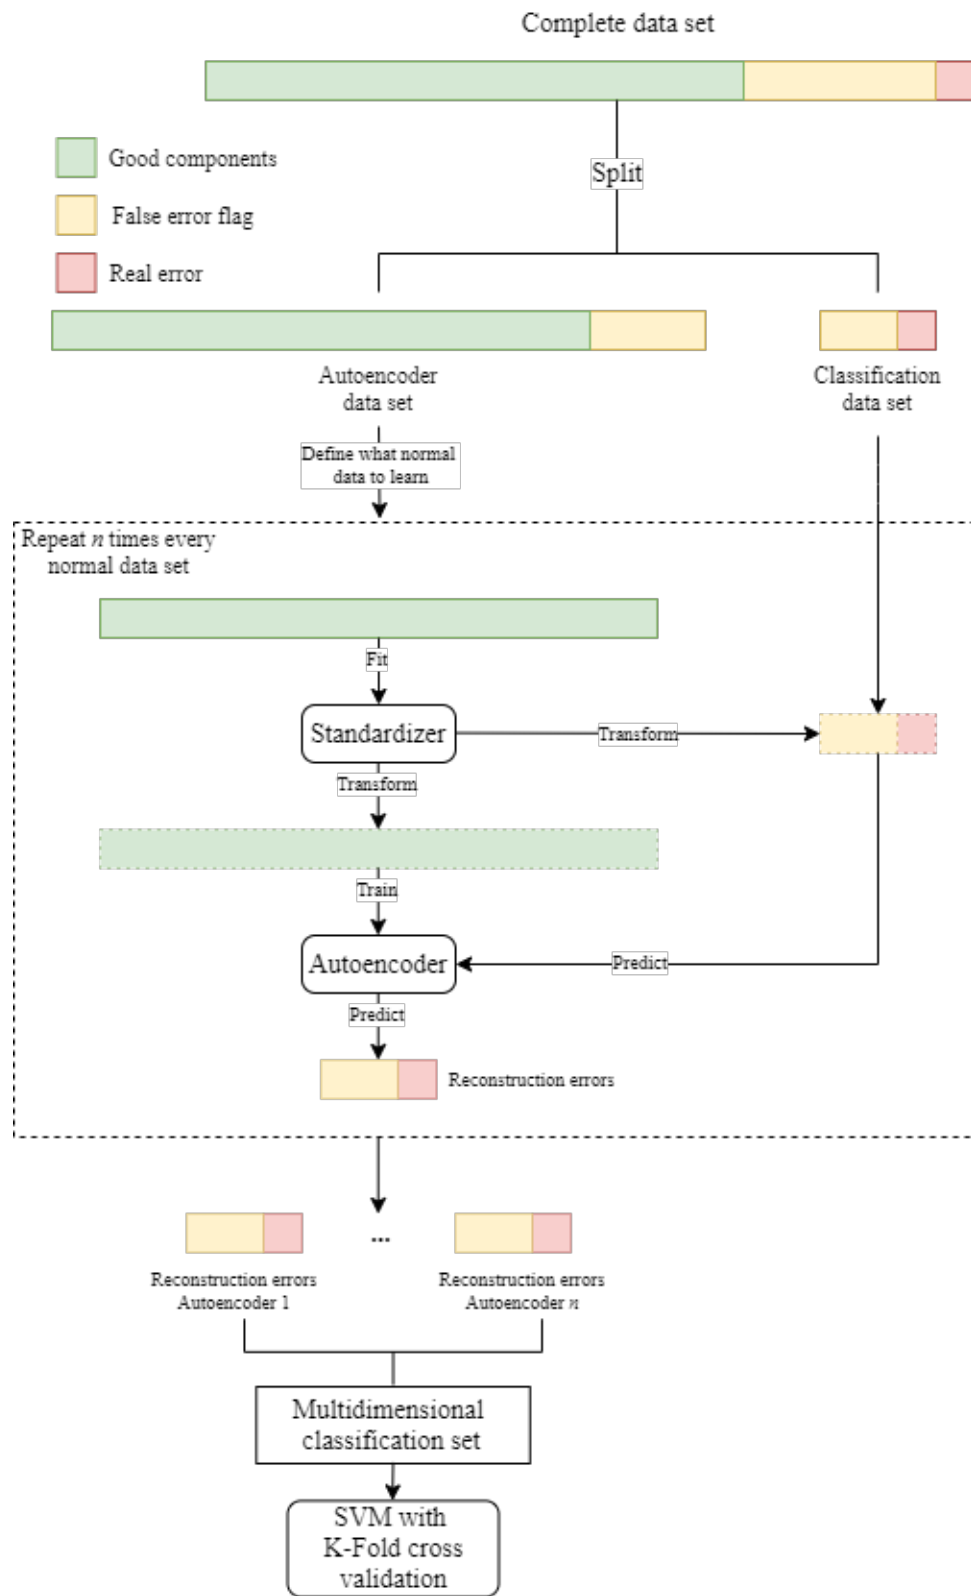 Complete data set
Good components
False error flag
Real error
Split
Autoencoder
data set
Classification
data set
Define what normal
data to learn
Repeat n times every
normal data set
Fit
Standardizer
Transform
Transform
Train
Autoencoder
Predict
Predict
Reconstruction errors
...
Reconstruction errors
Autoencoder 1
Reconstruction errors
Autoencoder n
Multidimensional
classification set
SVM with
K-Fold cross
validation